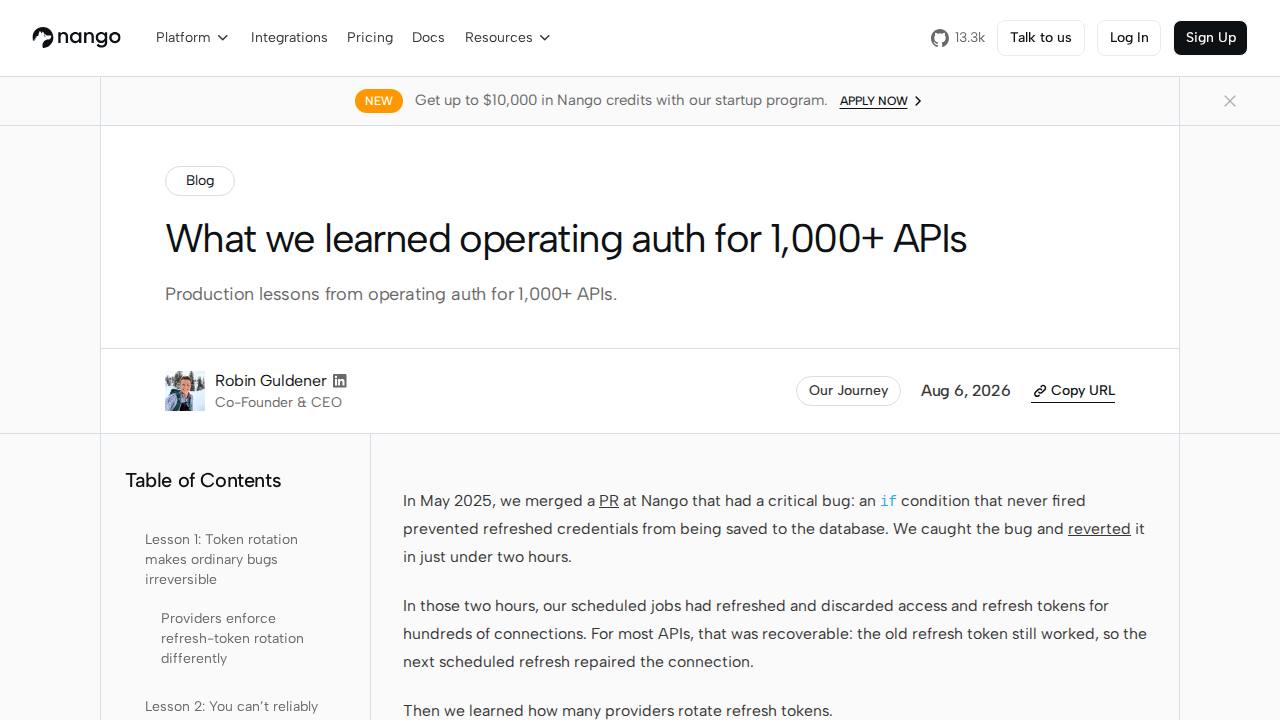 nango
Platform
Integrations
Pricing
Docs
Resources
13.3k
Talk to us
Log In
Sign Up
NEW
Get up to $10,000 in Nango credits with our startup program.
APPLY NOW
Blog
What we learned operating auth for 1,000+ APIs
Production lessons from operating auth for 1,000+ APIs.
Robin Guldener
Co-Founder & CEO
Our Journey
Aug 6, 2026
Copy URL
Table of Contents
Lesson 1: Token rotation
makes ordinary bugs
irreversible
Providers enforce
refresh-token rotation
differently
Lesson 2: You can’t reliably
In May 2025, we merged a PR at Nango that had a critical bug: an if condition that never fired
prevented refreshed credentials from being saved to the database. We caught the bug and reverted it
in just under two hours.
In those two hours, our scheduled jobs had refreshed and discarded access and refresh tokens for
hundreds of connections. For most APIs, that was recoverable: the old refresh token still worked, so the
next scheduled refresh repaired the connection.
Then we learned how many providers rotate refresh tokens.